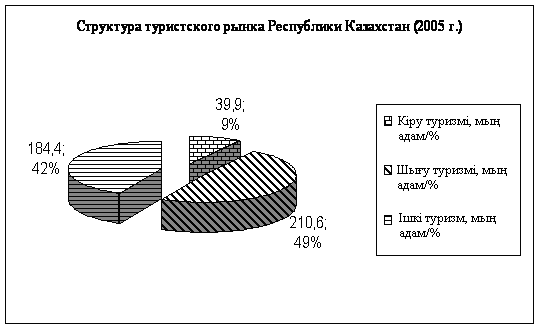 Структура туристского рынка Республики Казахстан (2005 г.)
39,9;
9%
184,4;
42%
210,6;
49%
Кіру туризмі, мың
адам/%
Шығу туризмі, мың
адам/%
Ішкі туризм, мың
адам/%